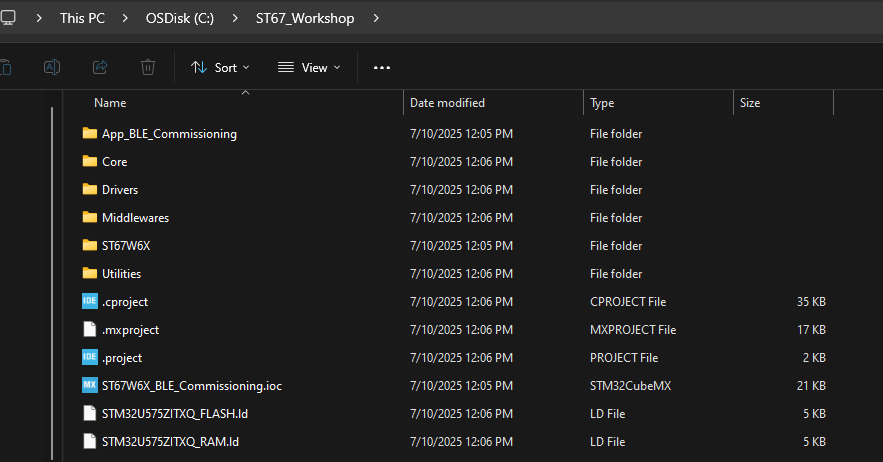 This PC > OSDisk (C:) > ST67_Workshop >
Sort View
Name Date modified Type Size
App_BLE_Commissioning 7/10/2025 12:05 PM File folder
Core 7/10/2025 12:06 PM File folder
Drivers 7/10/2025 12:06 PM File folder
Middlewares 7/10/2025 12:06 PM File folder
ST67W6X 7/10/2025 12:05 PM File folder
Utilities 7/10/2025 12:06 PM File folder
IDE .cproject 7/10/2025 12:06 PM CPROJECT File 35 KB
.mxproject 7/10/2025 12:06 PM MXPROJECT File 17 KB
IDE .project 7/10/2025 12:06 PM PROJECT File 2 KB
MX ST67W6X_BLE_Commissioning.ioc 7/10/2025 12:05 PM STM32CubeMX 21 KB
STM32U575ZITXQ_FLASH.ld 7/10/2025 12:06 PM LD File 5 KB
STM32U575ZITXQ_RAM.ld 7/10/2025 12:06 PM LD File 5 KB